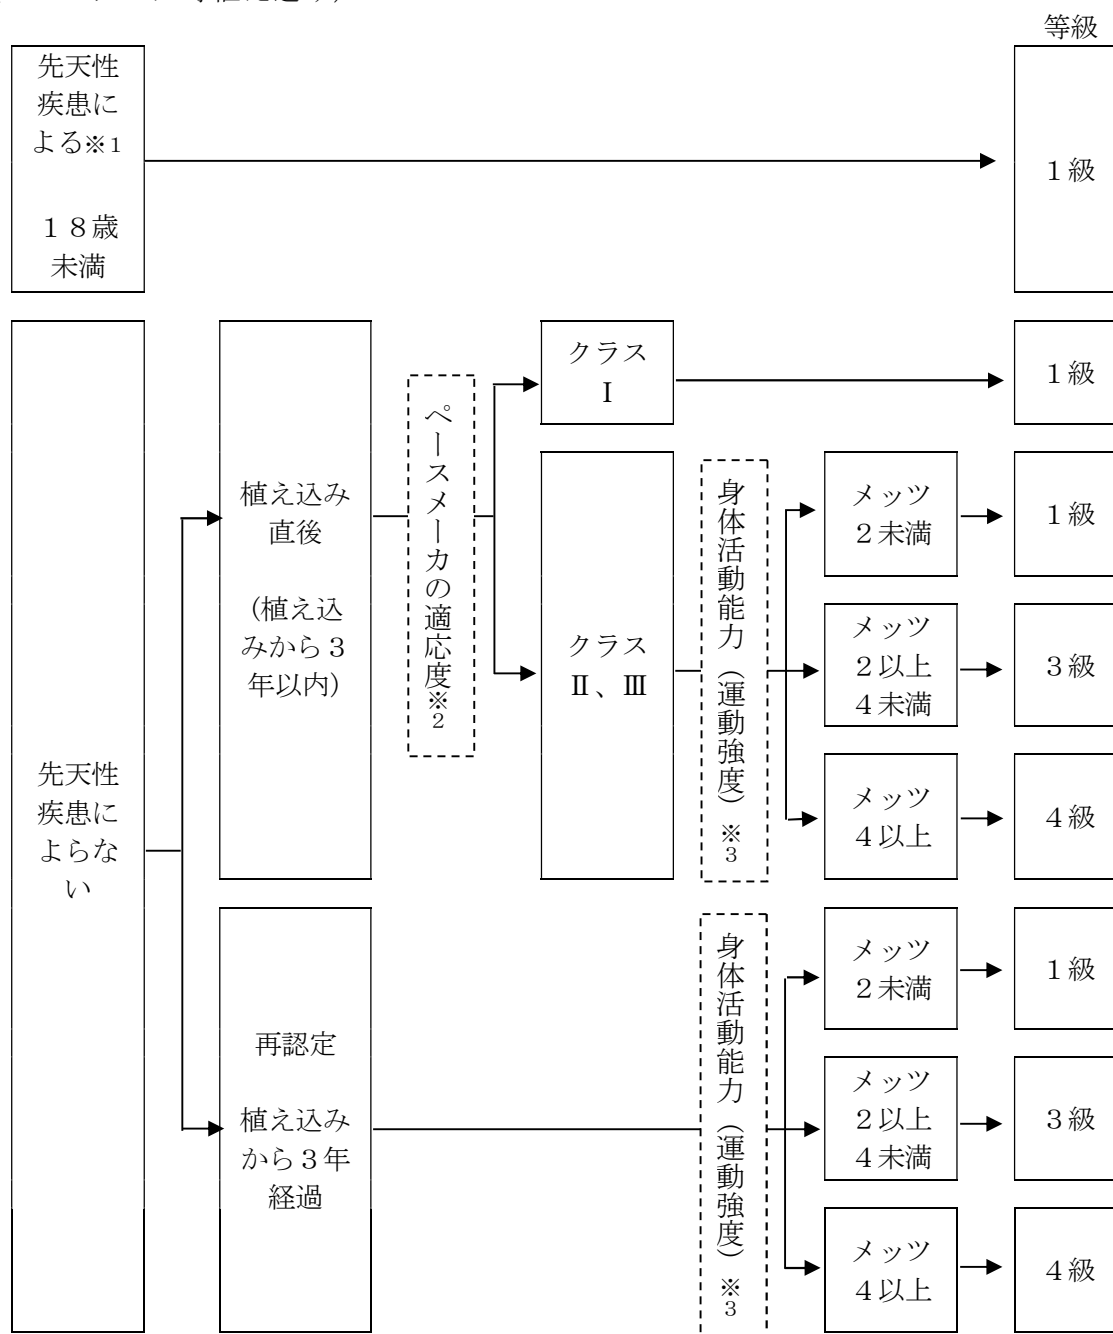 等級
先天性
疾患に
よる※1
１８歳
未満
１級
先天性
疾患に
よらな
い
植え込み
直後
（植え込
みから３
年以内）
ペースメーカの適応度※2
クラス
Ⅰ
１級
クラス
Ⅱ、Ⅲ
身体活動能力（運動強度）※3
メッツ
２未満
１級
メッツ
２以上
４未満
３級
メッツ
４以上
４級
再認定
植え込み
から３年
経過
身体活動能力（運動強度）※3
メッツ
２未満
１級
メッツ
２以上
４未満
３級
メッツ
４以上
４級